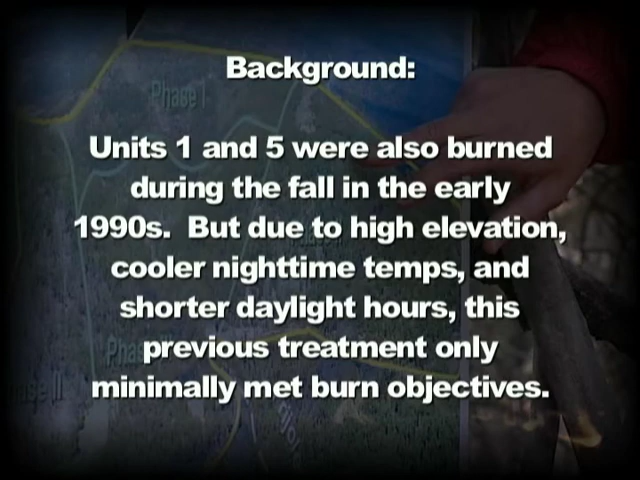 Background:
Phase I
Units 1 and 5 were also burned
during the fall in the early
1990s. But due to high elevation,
cooler nighttime temps, and
shorter daylight hours, this
previous treatment only
minimally met burn objectives.